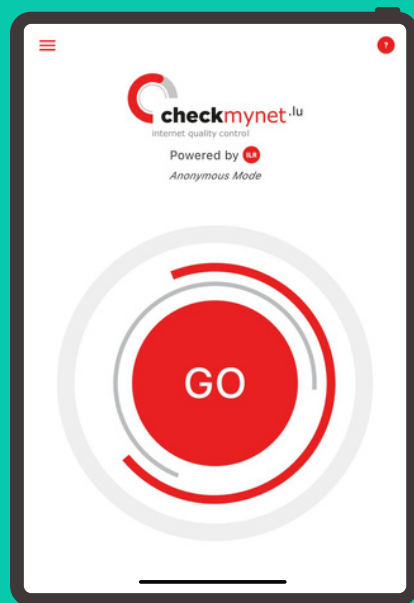 ?
checkmynet.lu
internet quality control
Powered by ILR
Anonymous Mode
GO